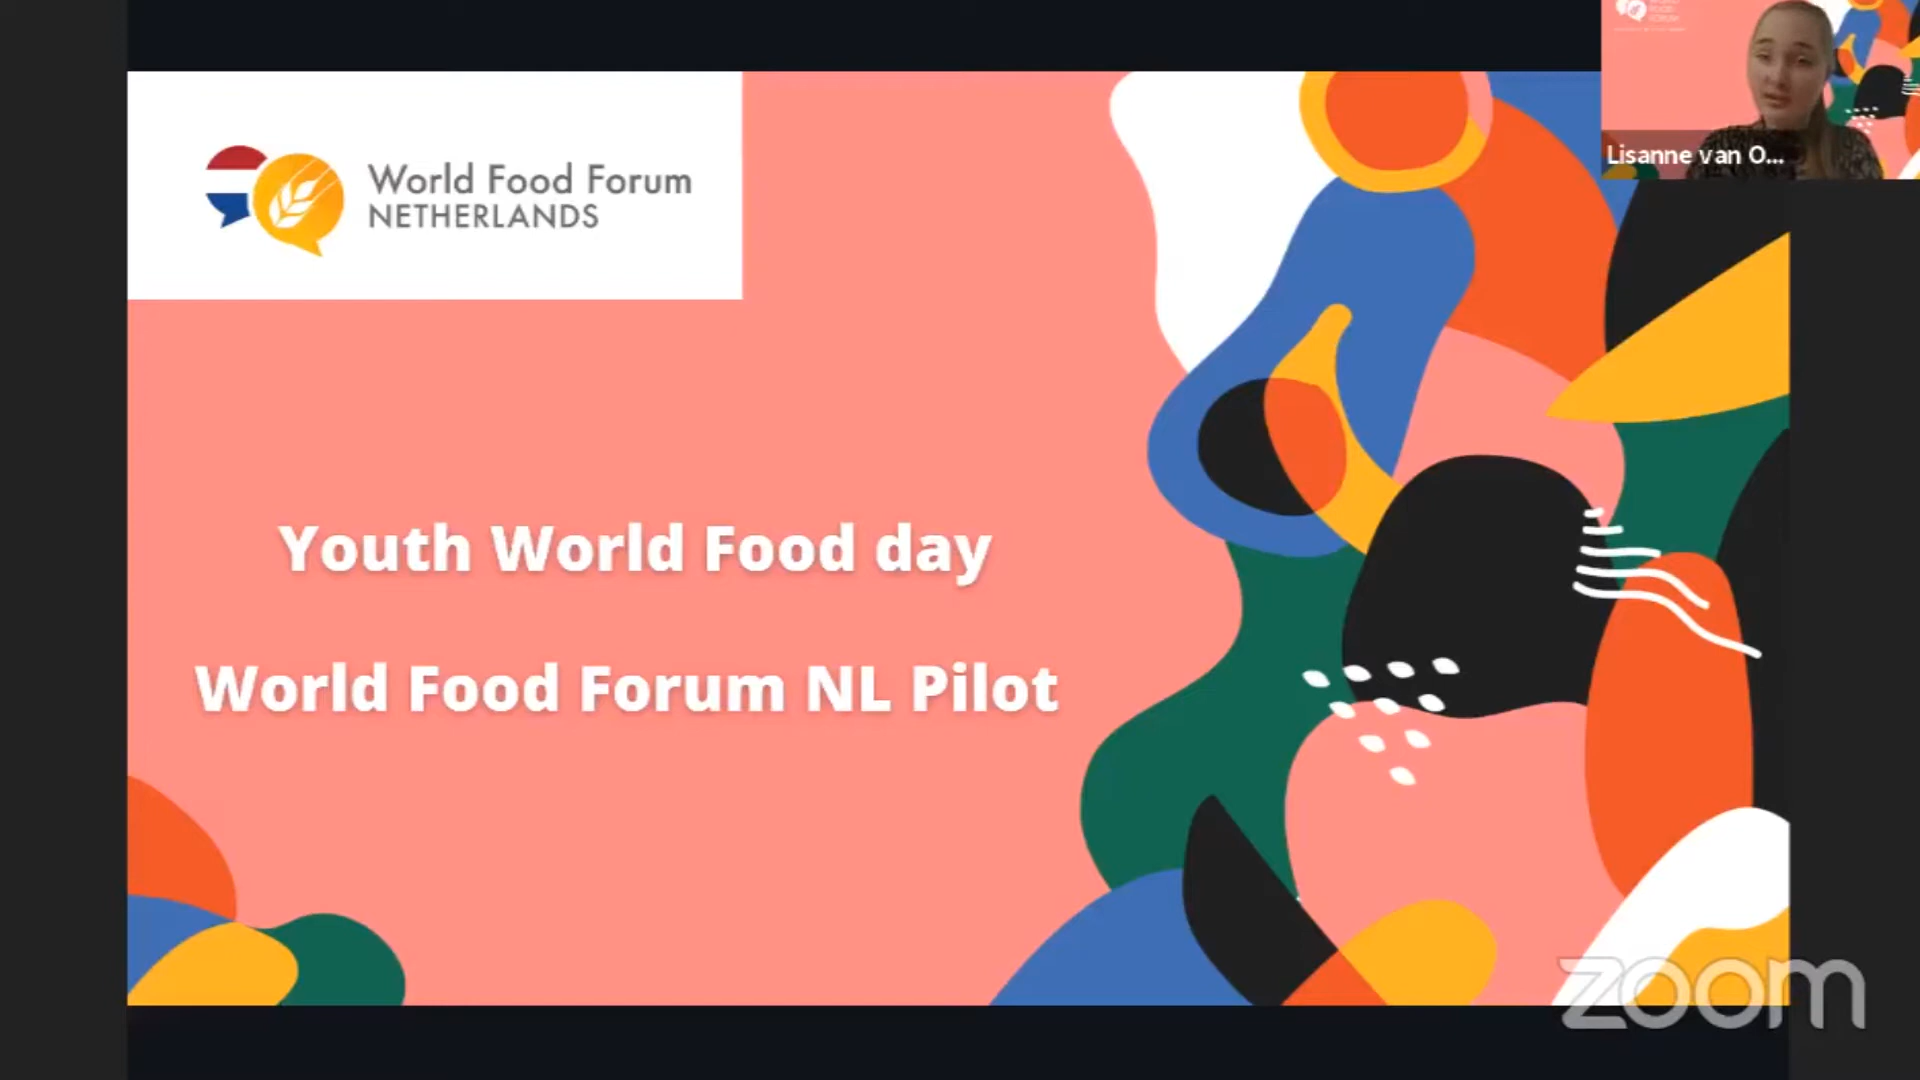 World Food Forum
NETHERLANDS
Lisanne van O...
Youth World Food day
World Food Forum NL Pilot
zoom